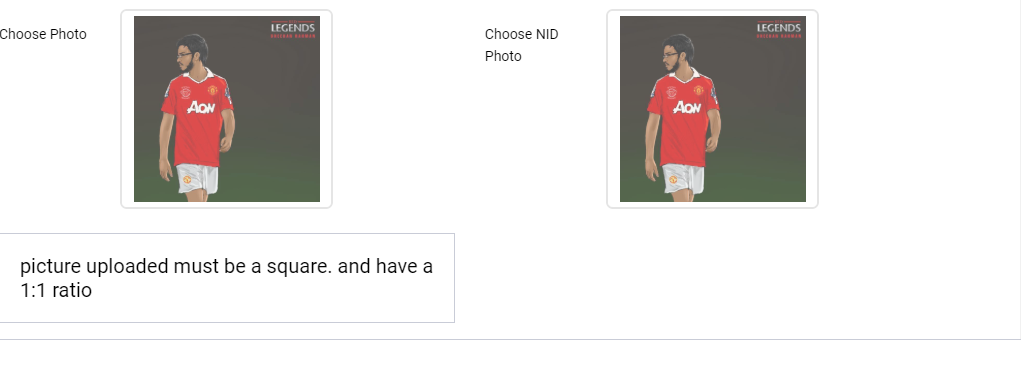 Choose Photo
LEGENDS
AON
Choose NID
Photo
LEGENDS
AON
picture uploaded must be a square. and have a
1:1 ratio